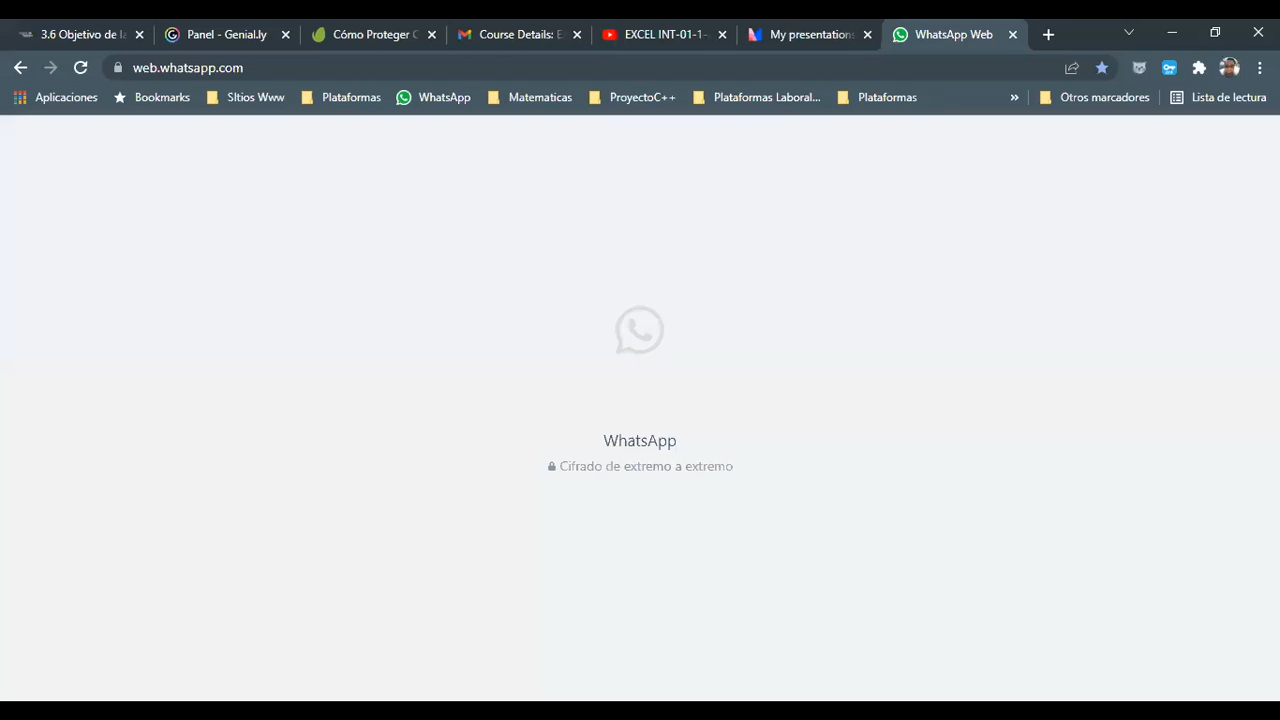 3.6 Objetivo de la
Panel - Genial.ly
Cómo Proteger C
Course Details: E
EXCEL INT-01-1-
My presentations
WhatsApp Web
web.whatsapp.com
Aplicaciones
Bookmarks
SItios Www
Plataformas
WhatsApp
Matematicas
ProyectoC++
Plataformas Laboral...
Plataformas
»
Otros marcadores
Lista de lectura
WhatsApp
Cifrado de extremo a extremo